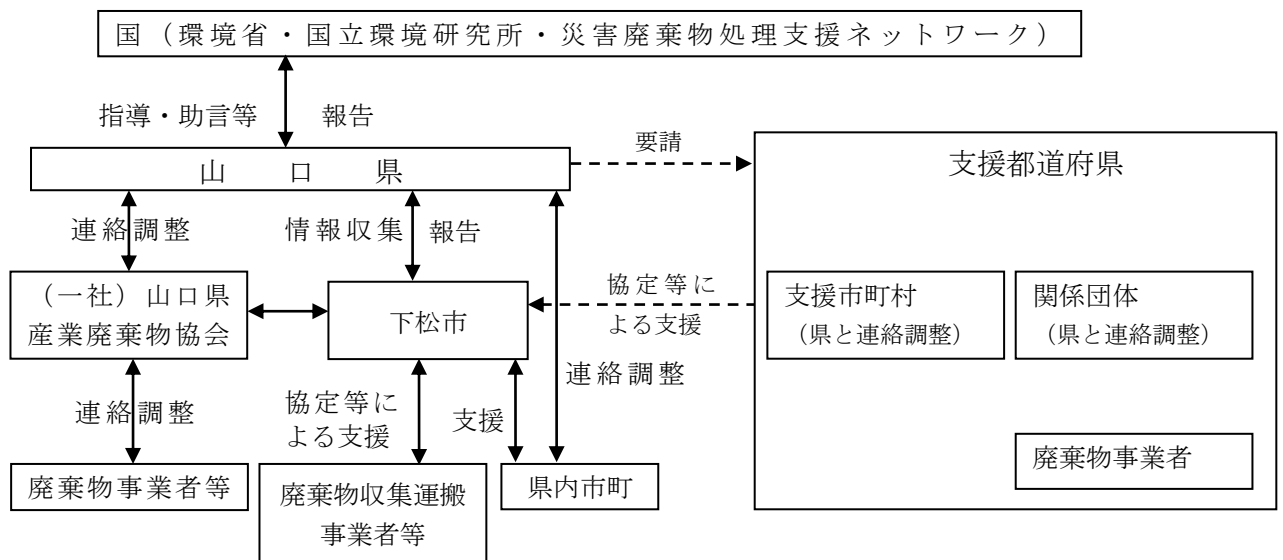 国（環境省・国立環境研究所・災害廃棄物処理支援ネットワーク）
指導・助言等
報告
山口県
要請
支援都道府県
連絡調整
情報収集
報告
（一社）山口県
産業廃棄物協会
下松市
協定等に
よる支援
支援市町村
（県と連絡調整）
関係団体
（県と連絡調整）
連絡調整
連絡調整
協定等に
よる支援
支援
廃棄物事業者
廃棄物事業者等
廃棄物収集運搬
事業者等
県内市町